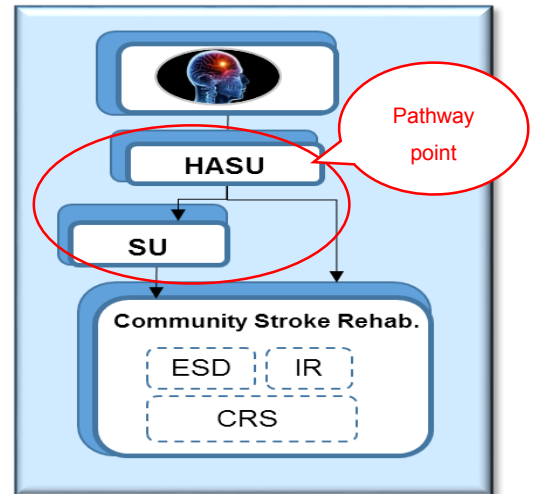 Pathway
point
HASU
SU
Community Stroke Rehab.
ESD IR
CRS